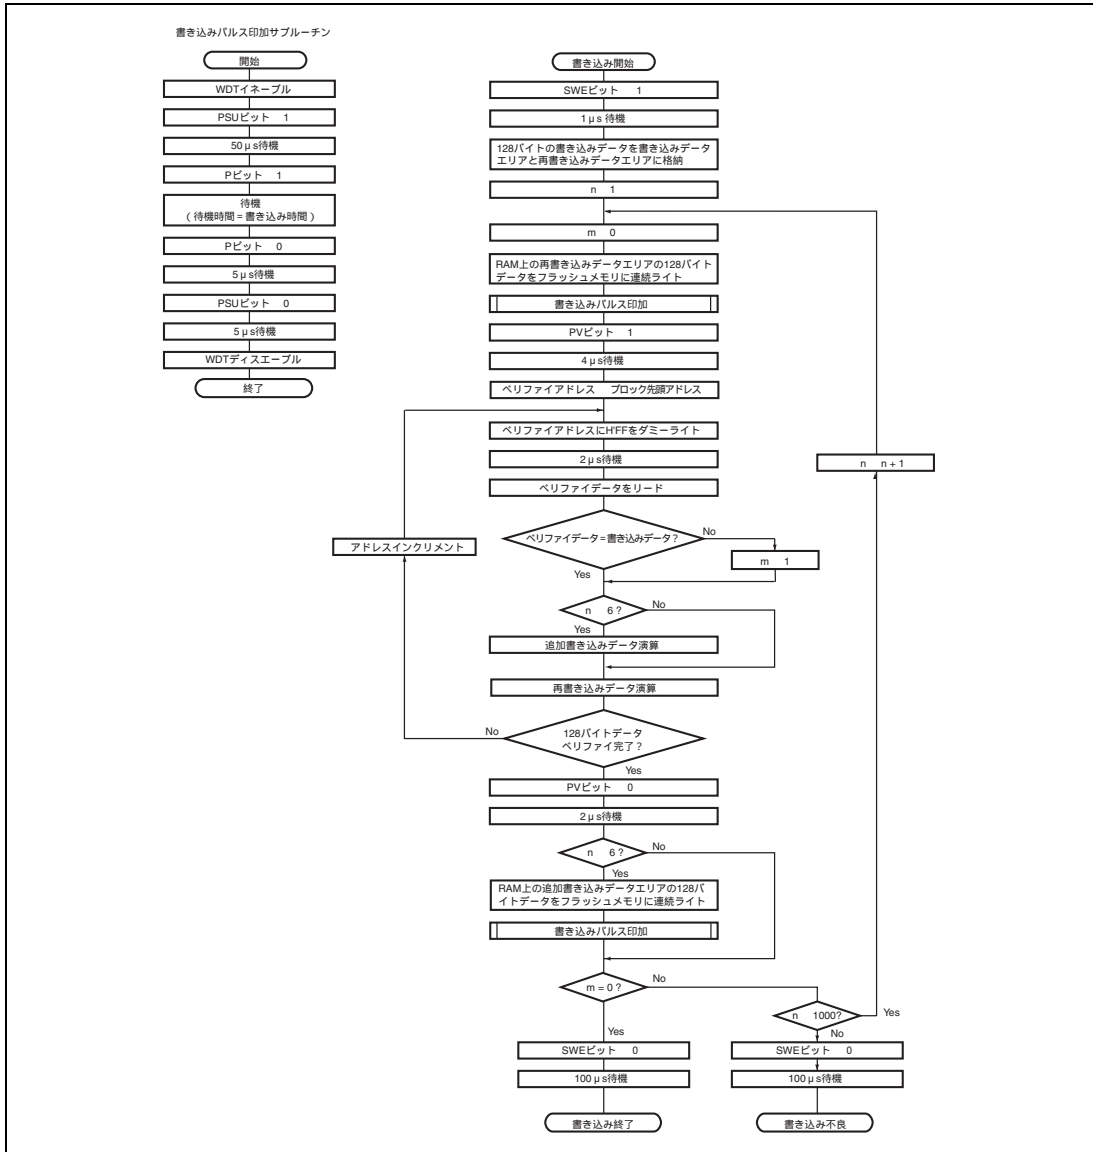 書き込みパルス印加サブルーチン
開始
WDTイネーブル
PSUビット 1
50μs待機
Pビット 1
待機
（待機時間＝書き込み時間）
Pビット 0
5μs待機
PSUビット 0
5μs待機
WDTディスエーブル
終了
書き込み開始
SWEビット 1
1μs待機
128バイトの書き込みデータを書き込みデータ
エリアと再書き込みデータエリアに格納
n 1
m 0
RAM上の再書き込みデータエリアの128バイト
データをフラッシュメモリに連続ライト
書き込みパルス印加
PVビット 1
4μs待機
ベリファイアドレス ブロック先頭アドレス
ベリファイアドレスにH'FFをダミーライト
2μs待機
ベリファイデータをリード
ベリファイデータ＝書き込みデータ？
No
m 1
Yes
アドレスインクリメント
n n + 1
n 6？
No
Yes
追加書き込みデータ演算
再書き込みデータ演算
128バイトデータ
ベリファイ完了？
No
Yes
PVビット 0
2μs待機
n 6？
No
Yes
RAM上の追加書き込みデータエリアの128バ
イトデータをフラッシュメモリに連続ライト
書き込みパルス印加
m = 0？
No
Yes
n 1000?
Yes
No
SWEビット 0
100μs待機
書き込み終了
SWEビット 0
100μs待機
書き込み不良